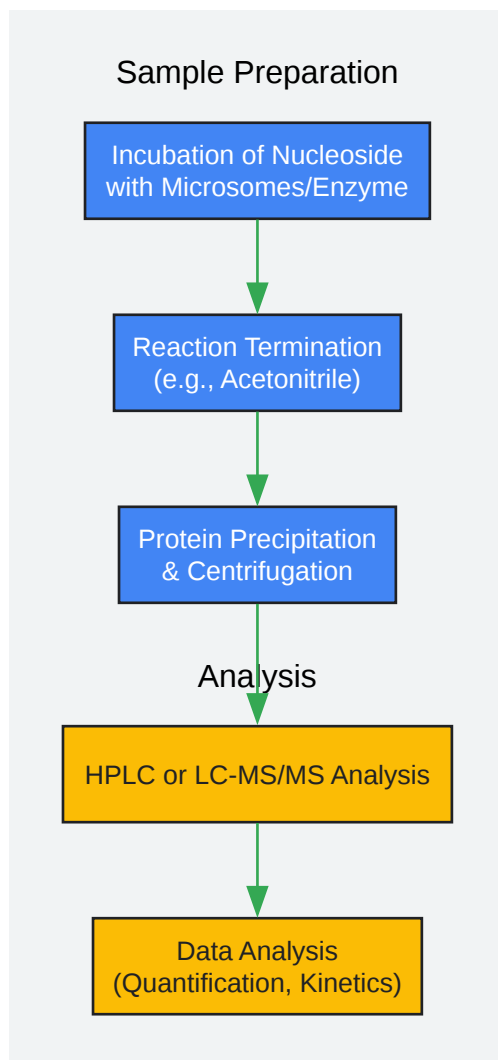 Sample Preparation
Incubation of Nucleoside
with Microsomes/Enzyme
Reaction Termination
(e.g., Acetonitrile)
Protein Precipitation
& Centrifugation
Analysis
HPLC or LC-MS/MS Analysis
Data Analysis
(Quantification, Kinetics)